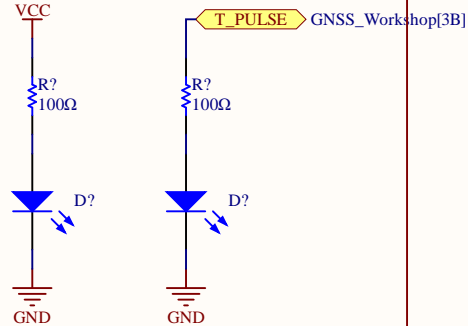 VCC
T_PULSE GNSS_Workshop[3B]
R? R?
100Ω 100Ω
D? D?
GND GND